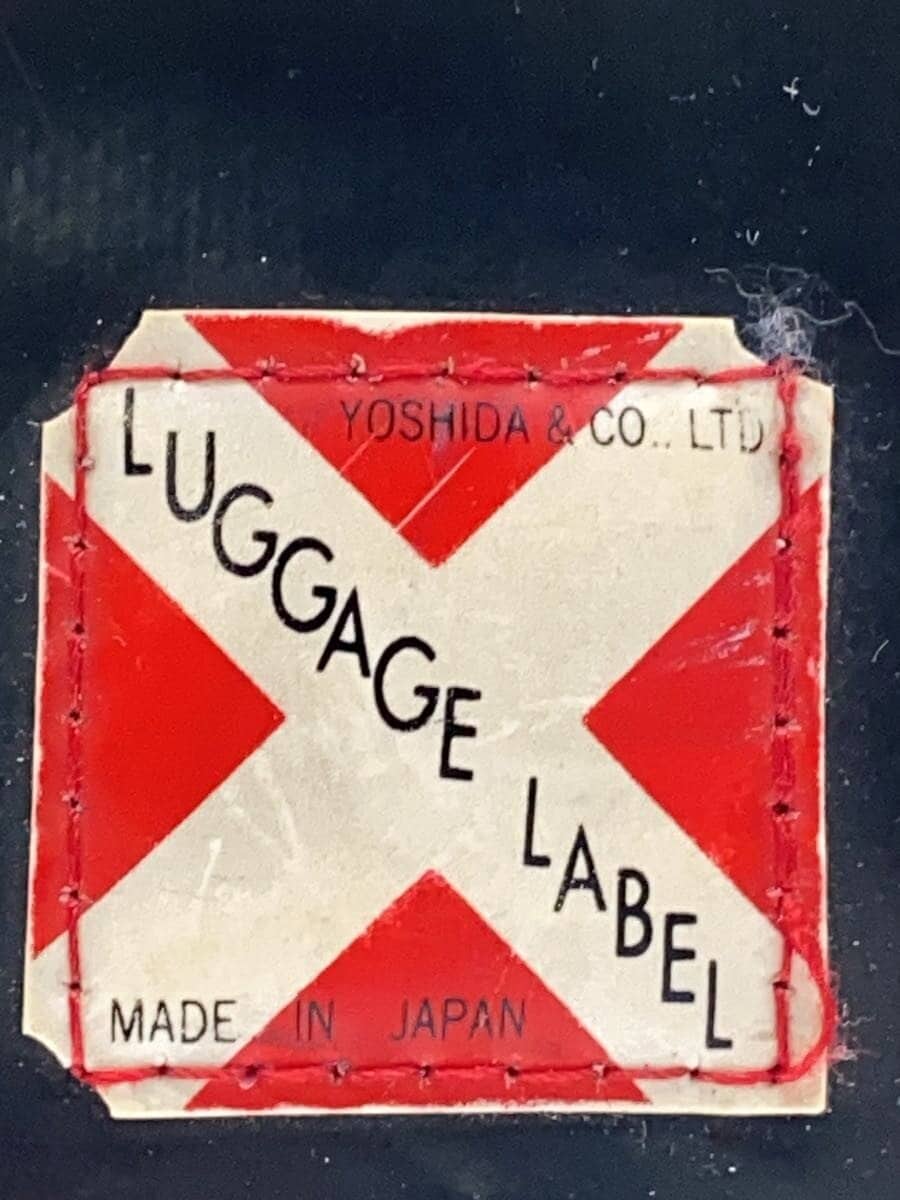 YOSHIDA & CO., LTD.
LUGGAGE LABEL
MADE IN JAPAN